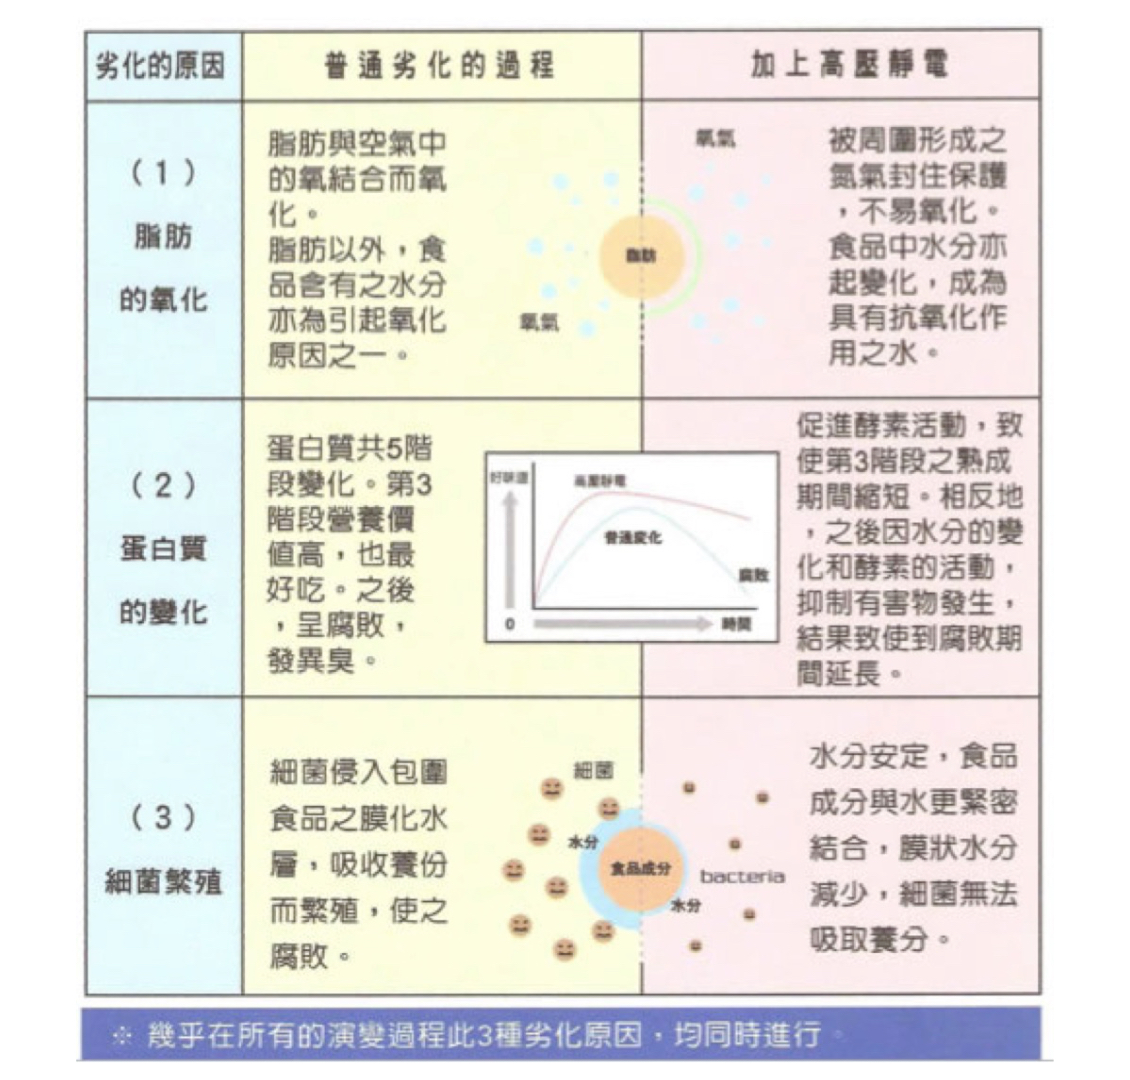 劣化的原因
普通劣化的過程
加上高壓靜電
（1）
脂肪
的氧化
脂肪與空氣中
的氧結合而氧
化。
脂肪以外，食
品含有之水分
亦為引起氧化
原因之一。
氧氣
脂肪
氧氣
被周圍形成之
氮氣封住保護
，不易氧化。
食品中水分亦
起變化，成為
具有抗氧化作
用之水。
（2）
蛋白質
的變化
蛋白質共5階
段變化。第3
階段營養價
值高，也最
好吃。之後
，呈腐敗，
發異臭。
好味道
高壓靜電
普通変化
腐敗
0
時間
促進酵素活動，致
使第3階段之熟成
期間縮短。相反地
，之後因水分的變
化和酵素的活動，
抑制有害物發生，
結果致使到腐敗期
間延長。
（3）
細菌繁殖
細菌侵入包圍
食品之膜化水
層，吸收養份
而繁殖，使之
腐敗。
細菌
水分
食品成分
bacteria
水分
水分安定，食品
成分與水更緊密
結合，膜狀水分
減少，細菌無法
吸取養分。
※ 幾乎在所有的演變過程此3種劣化原因，均同時進行。